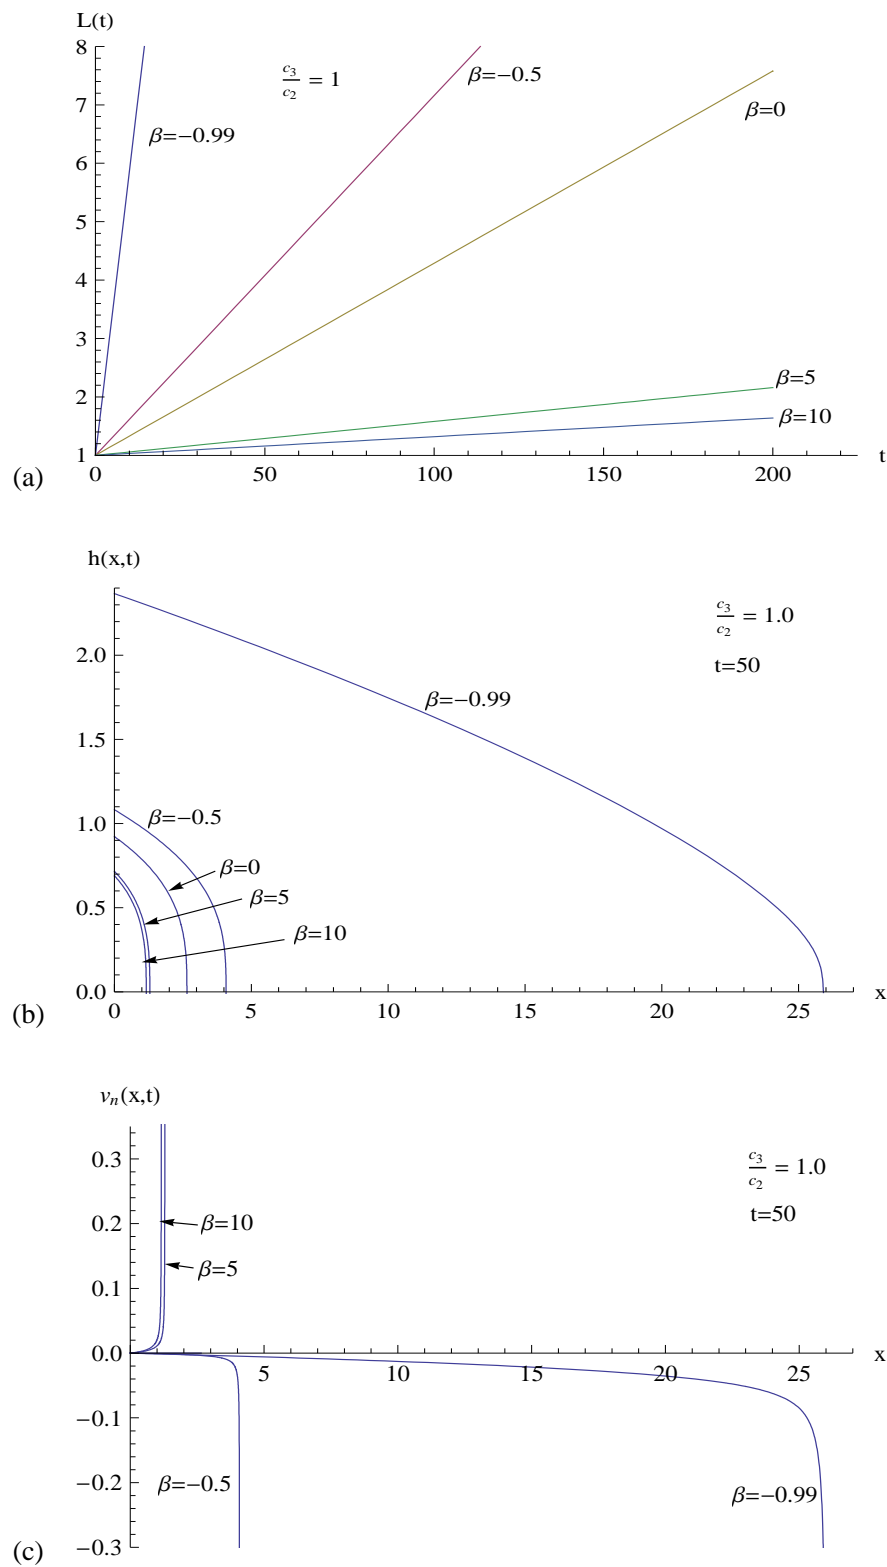 L(t)
8
7
6
5
4
3
2
1
c₃/c₂ = 1
β=−0.99
β=−0.5
β=0
β=5
β=10
0 50 100 150 200 t
(a)
h(x,t)
c₃/c₂ = 1.0
t=50
2.0
1.5
1.0
0.5
0.0
β=−0.99
β=−0.5
β=0
β=5
β=10
0 5 10 15 20 25 x
(b)
vₙ(x,t)
c₃/c₂ = 1.0
t=50
0.3
0.2
0.1
0.0
−0.1
−0.2
−0.3
β=10
β=5
5 10 15 20 25 x
β=−0.5
β=−0.99
(c)